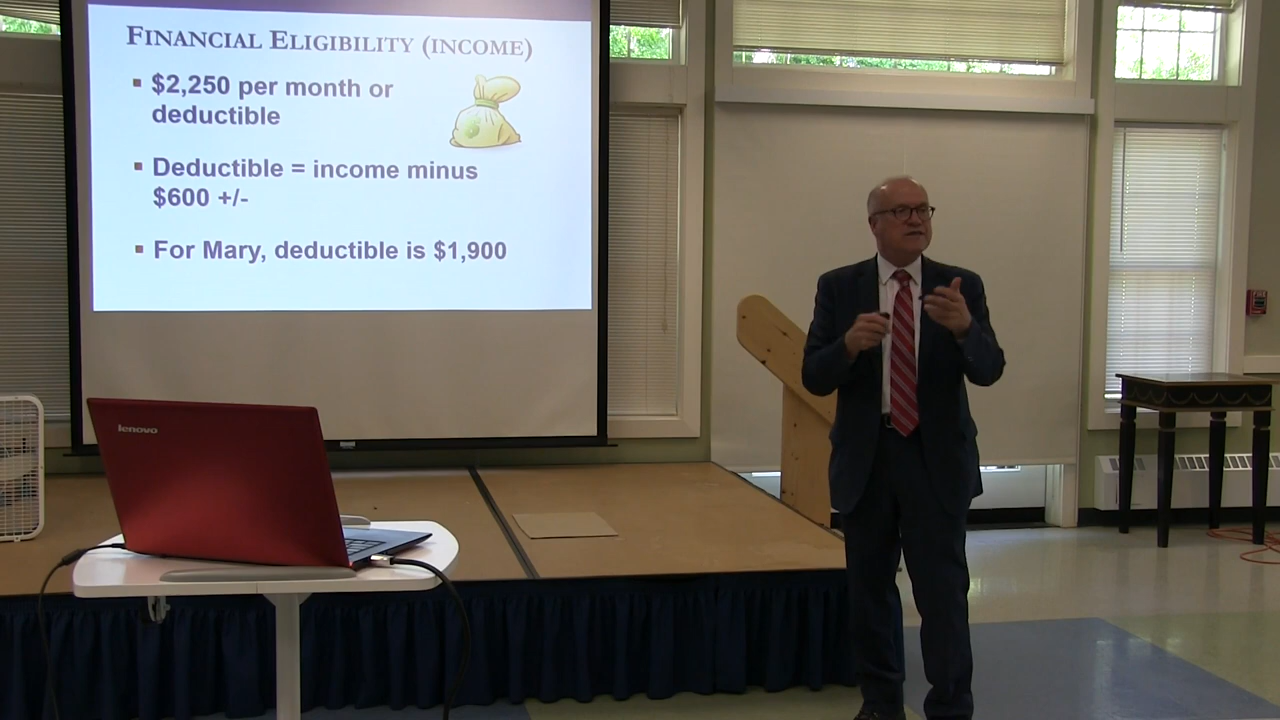 FINANCIAL ELIGIBILITY (INCOME)
$2,250 per month or
deductible
Deductible = income minus
$600 +/-
For Mary, deductible is $1,900
lenovo